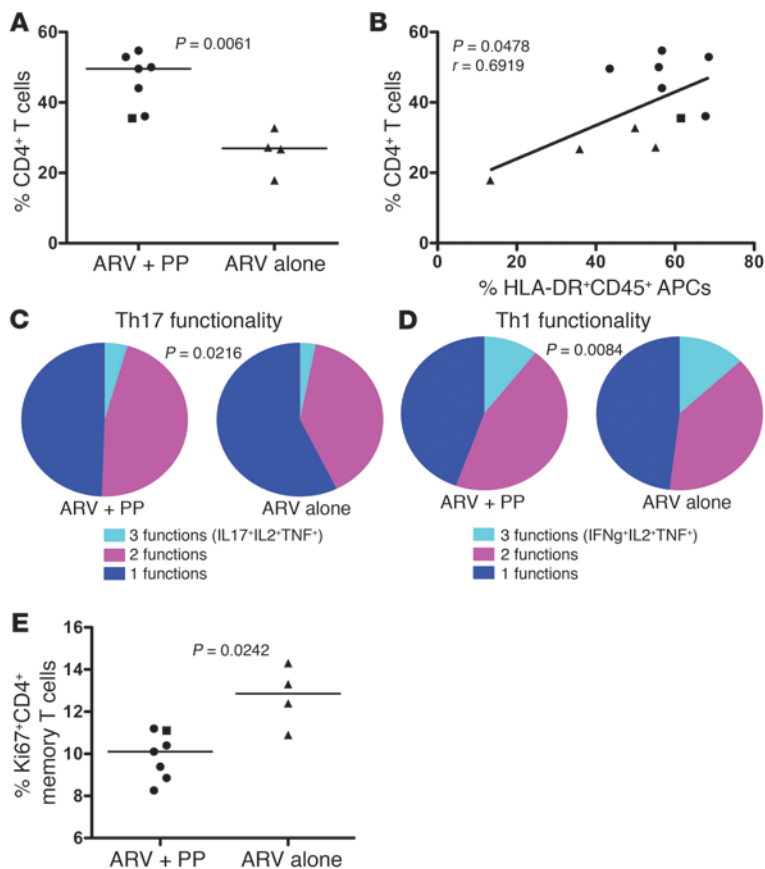 A
% CD4⁺ T cells
60
40
20
0
P = 0.0061
ARV + PP
ARV alone
B
% CD4⁺ T cells
60
40
20
0
P = 0.0478
r = 0.6919
0
20
40
60
80
% HLA-DR⁺CD45⁺ APCs
C
Th17 functionality
P = 0.0216
ARV + PP
ARV alone
3 functions (IL17⁺IL2⁺TNF⁺)
2 functions
1 functions
D
Th1 functionality
P = 0.0084
ARV + PP
ARV alone
3 functions (IFNg⁺IL2⁺TNF⁺)
2 functions
1 functions
E
% Ki67⁺CD4⁺
memory T cells
16
14
12
10
8
6
P = 0.0242
ARV + PP
ARV alone